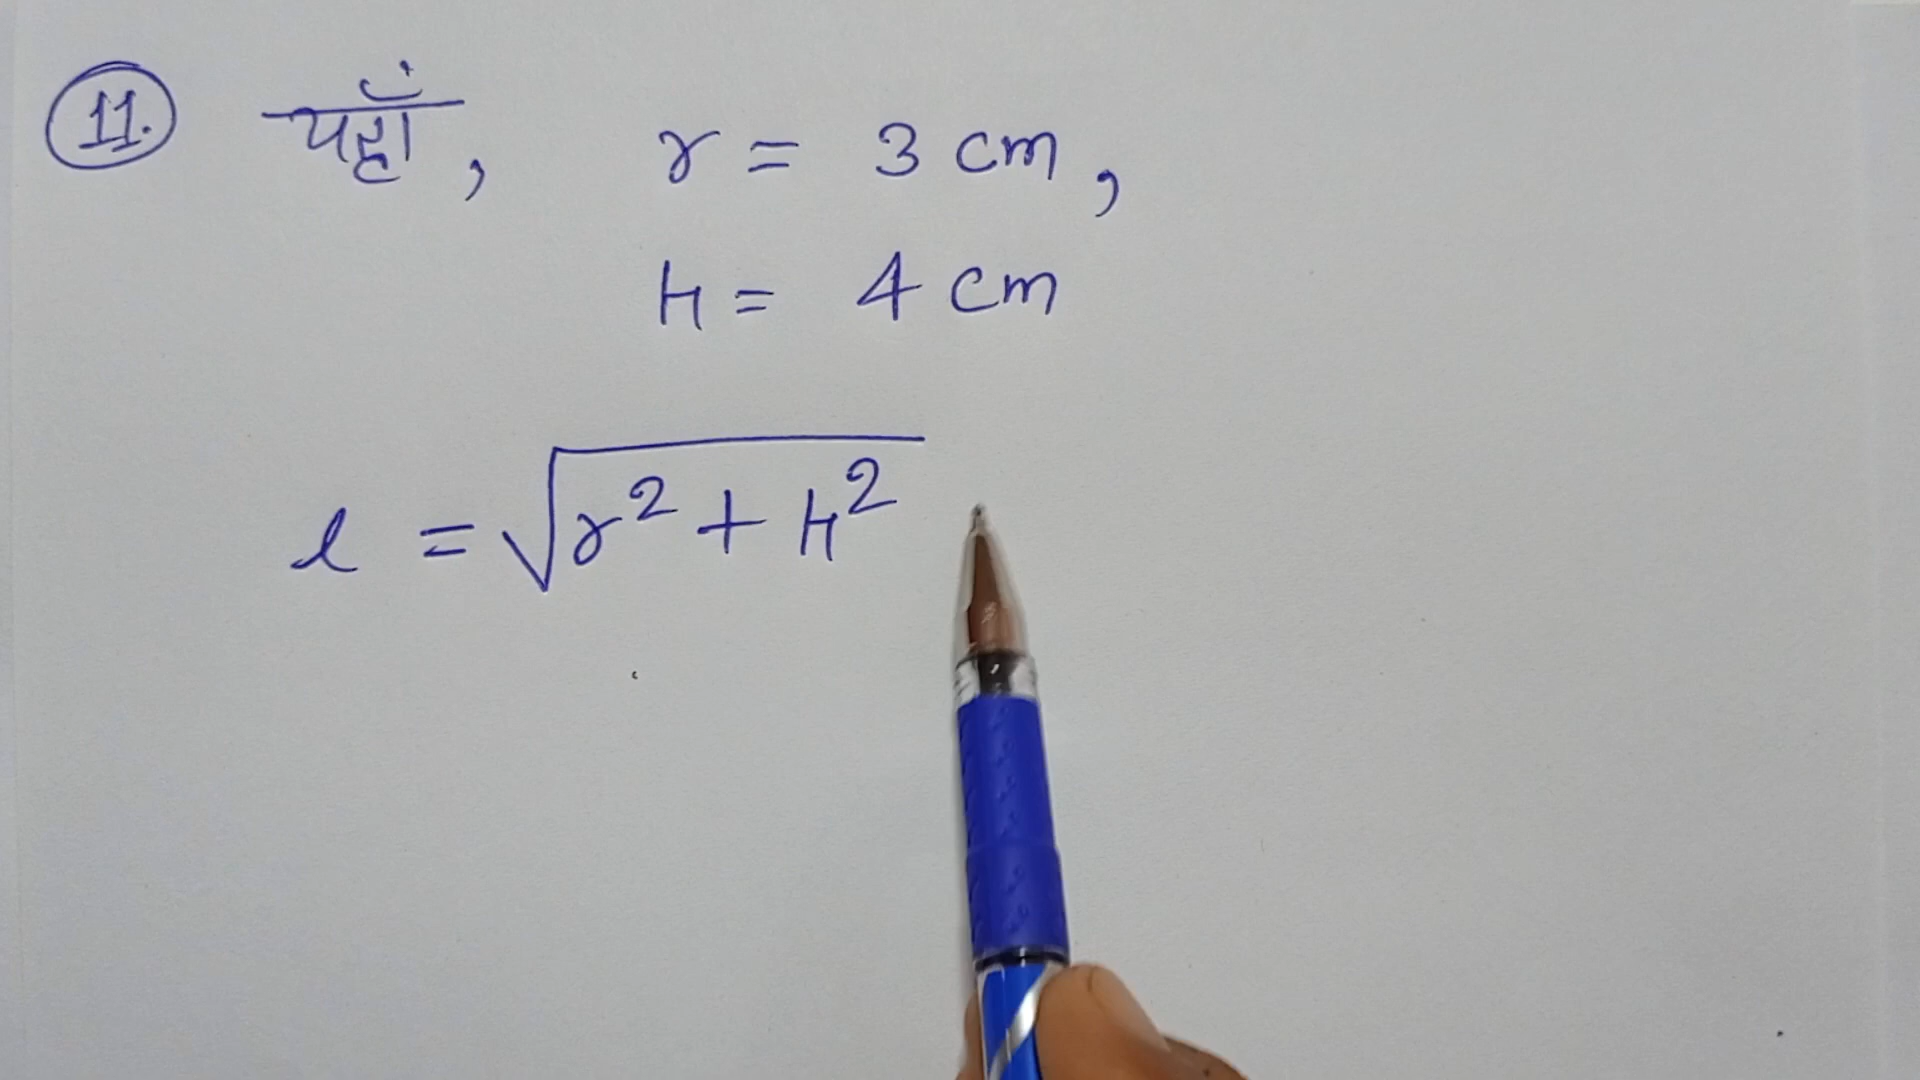 11. यहाँ, r = 3 cm,
h = 4 cm
l = √(r² + h²)